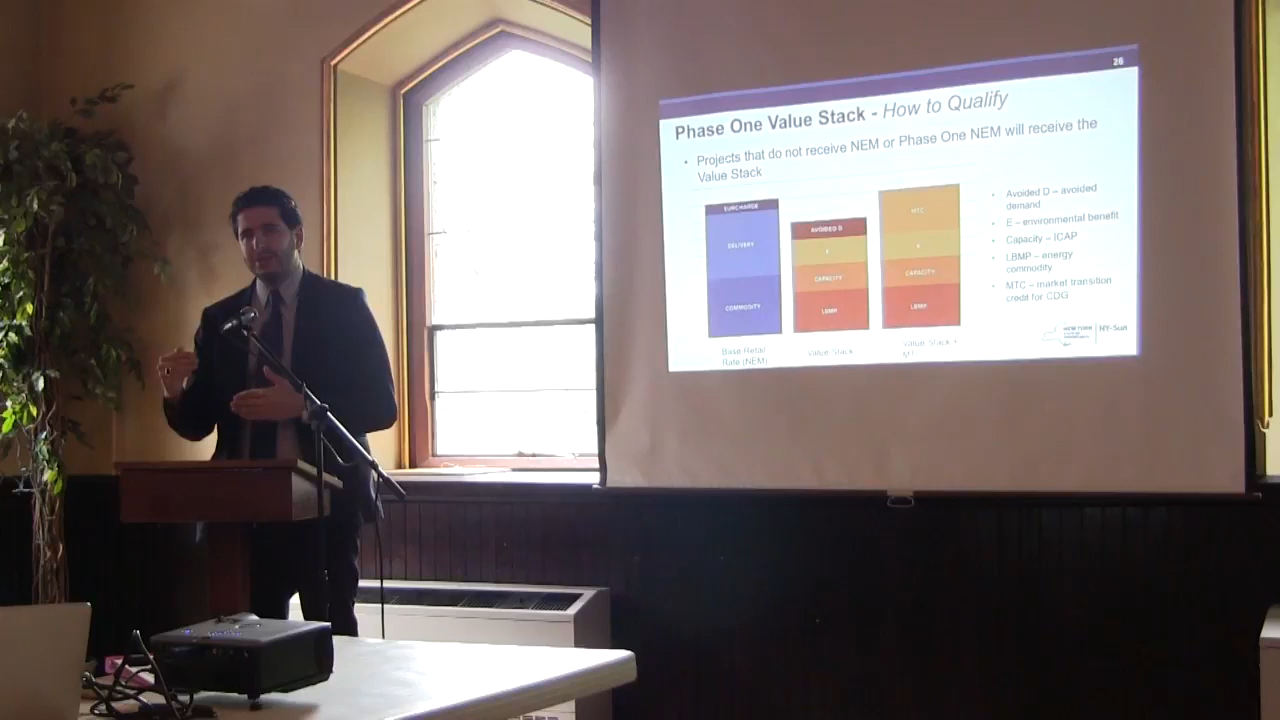 26
Phase One Value Stack - How to Qualify
• Projects that do not receive NEM or Phase One NEM will receive the
Value Stack
SURCHARGE
DELIVERY
COMMODITY
Base Retail
Rate (NEM)
AVOIDED D
E
CAPACITY
LBMP
Value Stack
MTC
E
CAPACITY
LBMP
Value Stack +
• Avoided D – avoided
demand
• E – environmental benefit
• Capacity – ICAP
• LBMP – energy
commodity
• MTC – market transition
credit for CDG
NEW YORK
NY-Sun